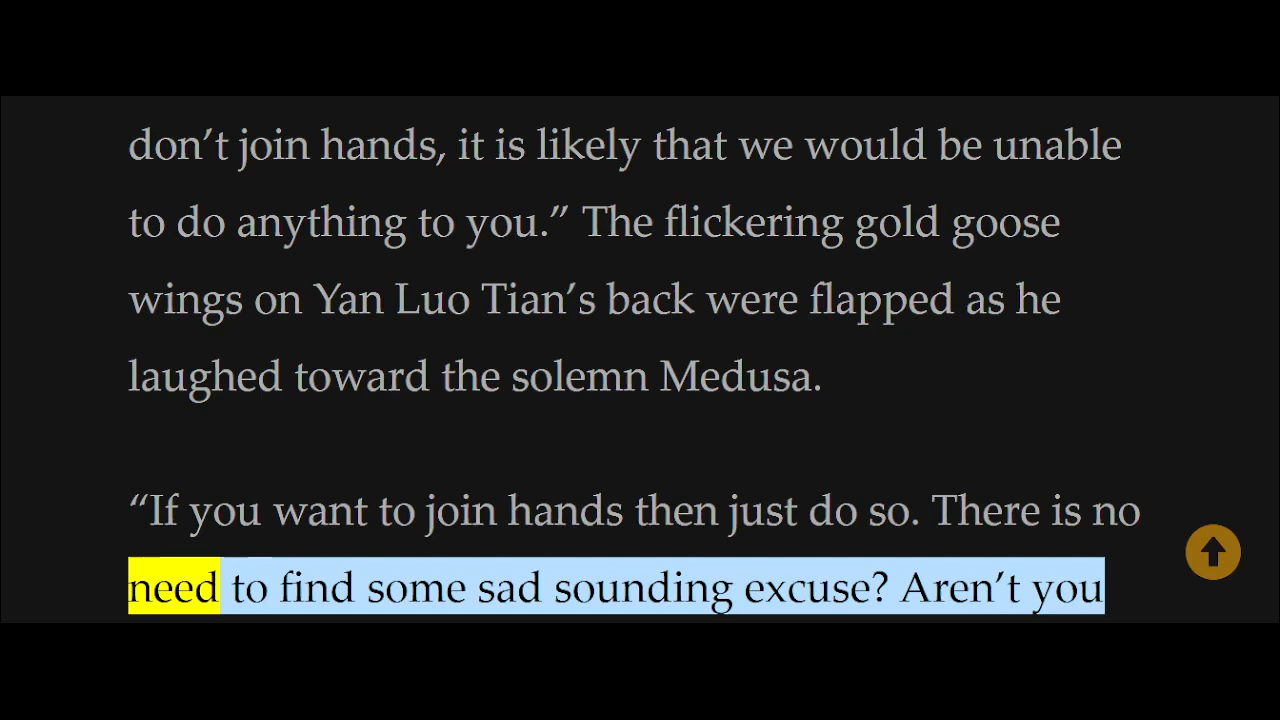 don’t join hands, it is likely that we would be unable
to do anything to you.” The flickering gold goose
wings on Yan Luo Tian’s back were flapped as he
laughed toward the solemn Medusa.
“If you want to join hands then just do so. There is no
need to find some sad sounding excuse? Aren’t you